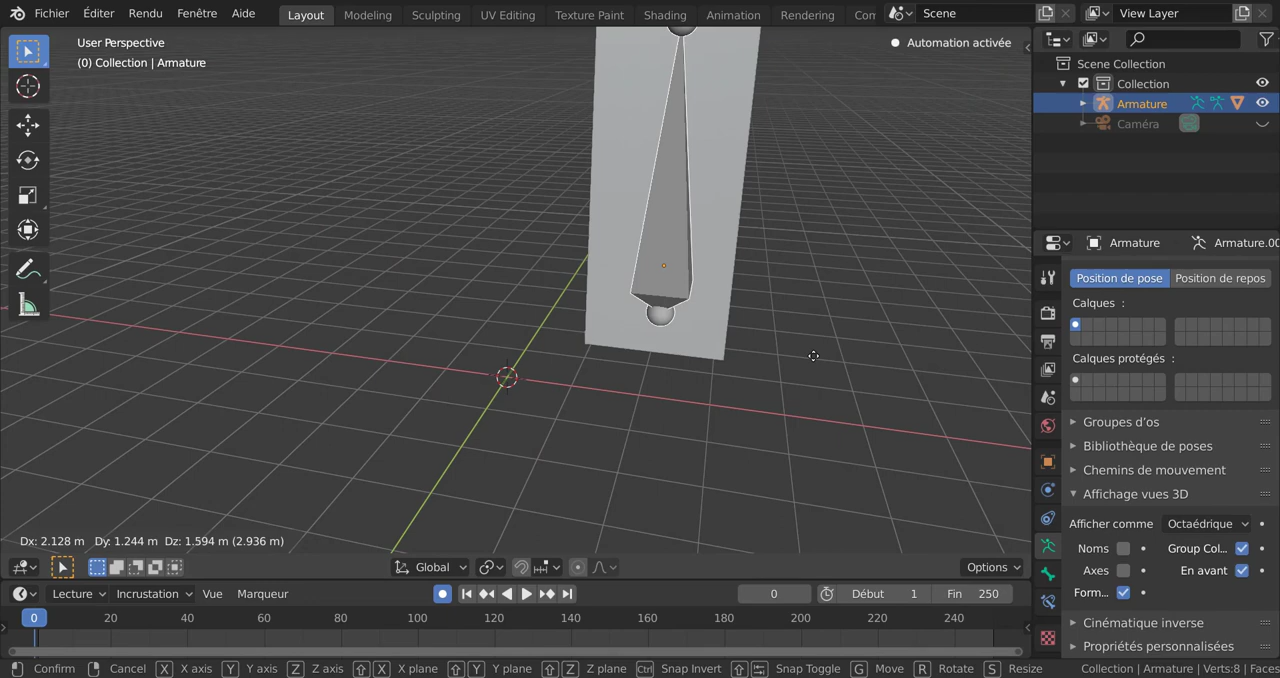 Fichier Éditer Rendu Fenêtre Aide Layout Modeling Sculpting UV Editing Texture Paint Shading Animation Rendering Com Scene View Layer
User Perspective
(0) Collection | Armature
Automation activée
Scene Collection
Collection
Armature
Caméra
Armature Armature.00
Position de pose Position de repos
Calques :
Calques protégés :
Groupes d'os
Bibliothèque de poses
Chemins de mouvement
Affichage vues 3D
Afficher comme Octaédrique
Noms Group Col...
Axes En avant
Form...
Cinématique inverse
Propriétés personnalisées
Dx: 2.128 m Dy: 1.244 m Dz: 1.594 m (2.936 m)
Global Options
Lecture Incrustation Vue Marqueur 0 Début 1 Fin 250
0 20 40 60 80 100 120 140 160 180 200 220 240
Confirm Cancel X X axis Y Y axis Z Z axis X X plane Y Y plane Z Z plane Ctrl Snap Invert Snap Toggle G Move R Rotate S Resize Collection | Armature | Verts:8 | Faces